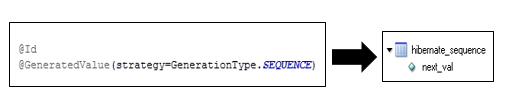 @Id
@GeneratedValue(strategy=GenerationType.SEQUENCE)
hibernate_sequence
next_val